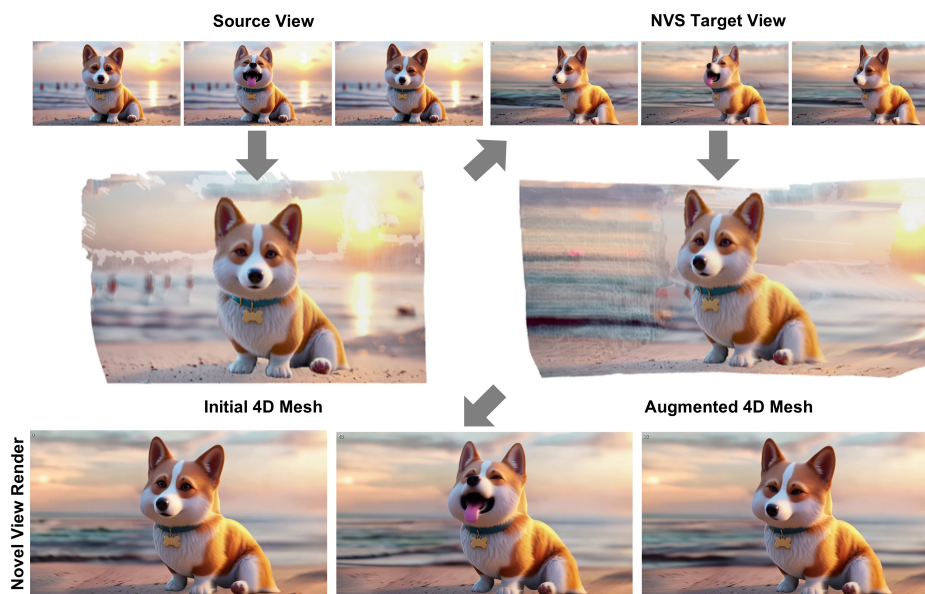 Source View
NVS Target View
Initial 4D Mesh
Augmented 4D Mesh
Novel View Render